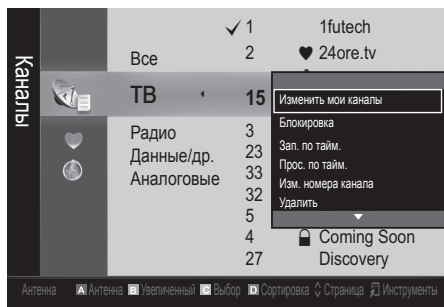 Каналы
1 1futech
Все 2 24ore.tv
ТВ 15
Изменить мои каналы
Блокировка
Зап. по тайм.
Прос. по тайм.
Изм. номера канала
Удалить
Радио 3
Данные/др. 23
Аналоговые 33
32
5
4 Coming Soon
27 Discovery
Антенна A Антенна B Увеличенный C Выбор D Сортировка Страница Инструменты